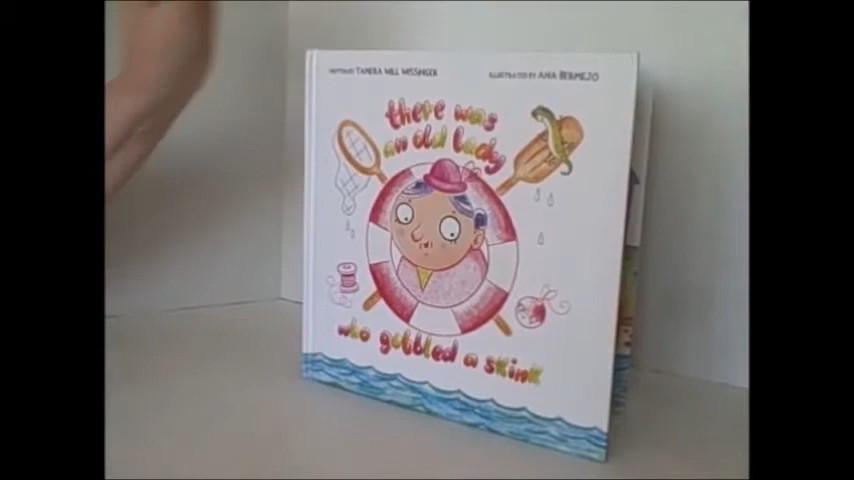 WRITTEN BY TAMERA WILL WISSINGER
ILLUSTRATED BY ANA BERMEJO
there was
an old lady
who gobbled a skink